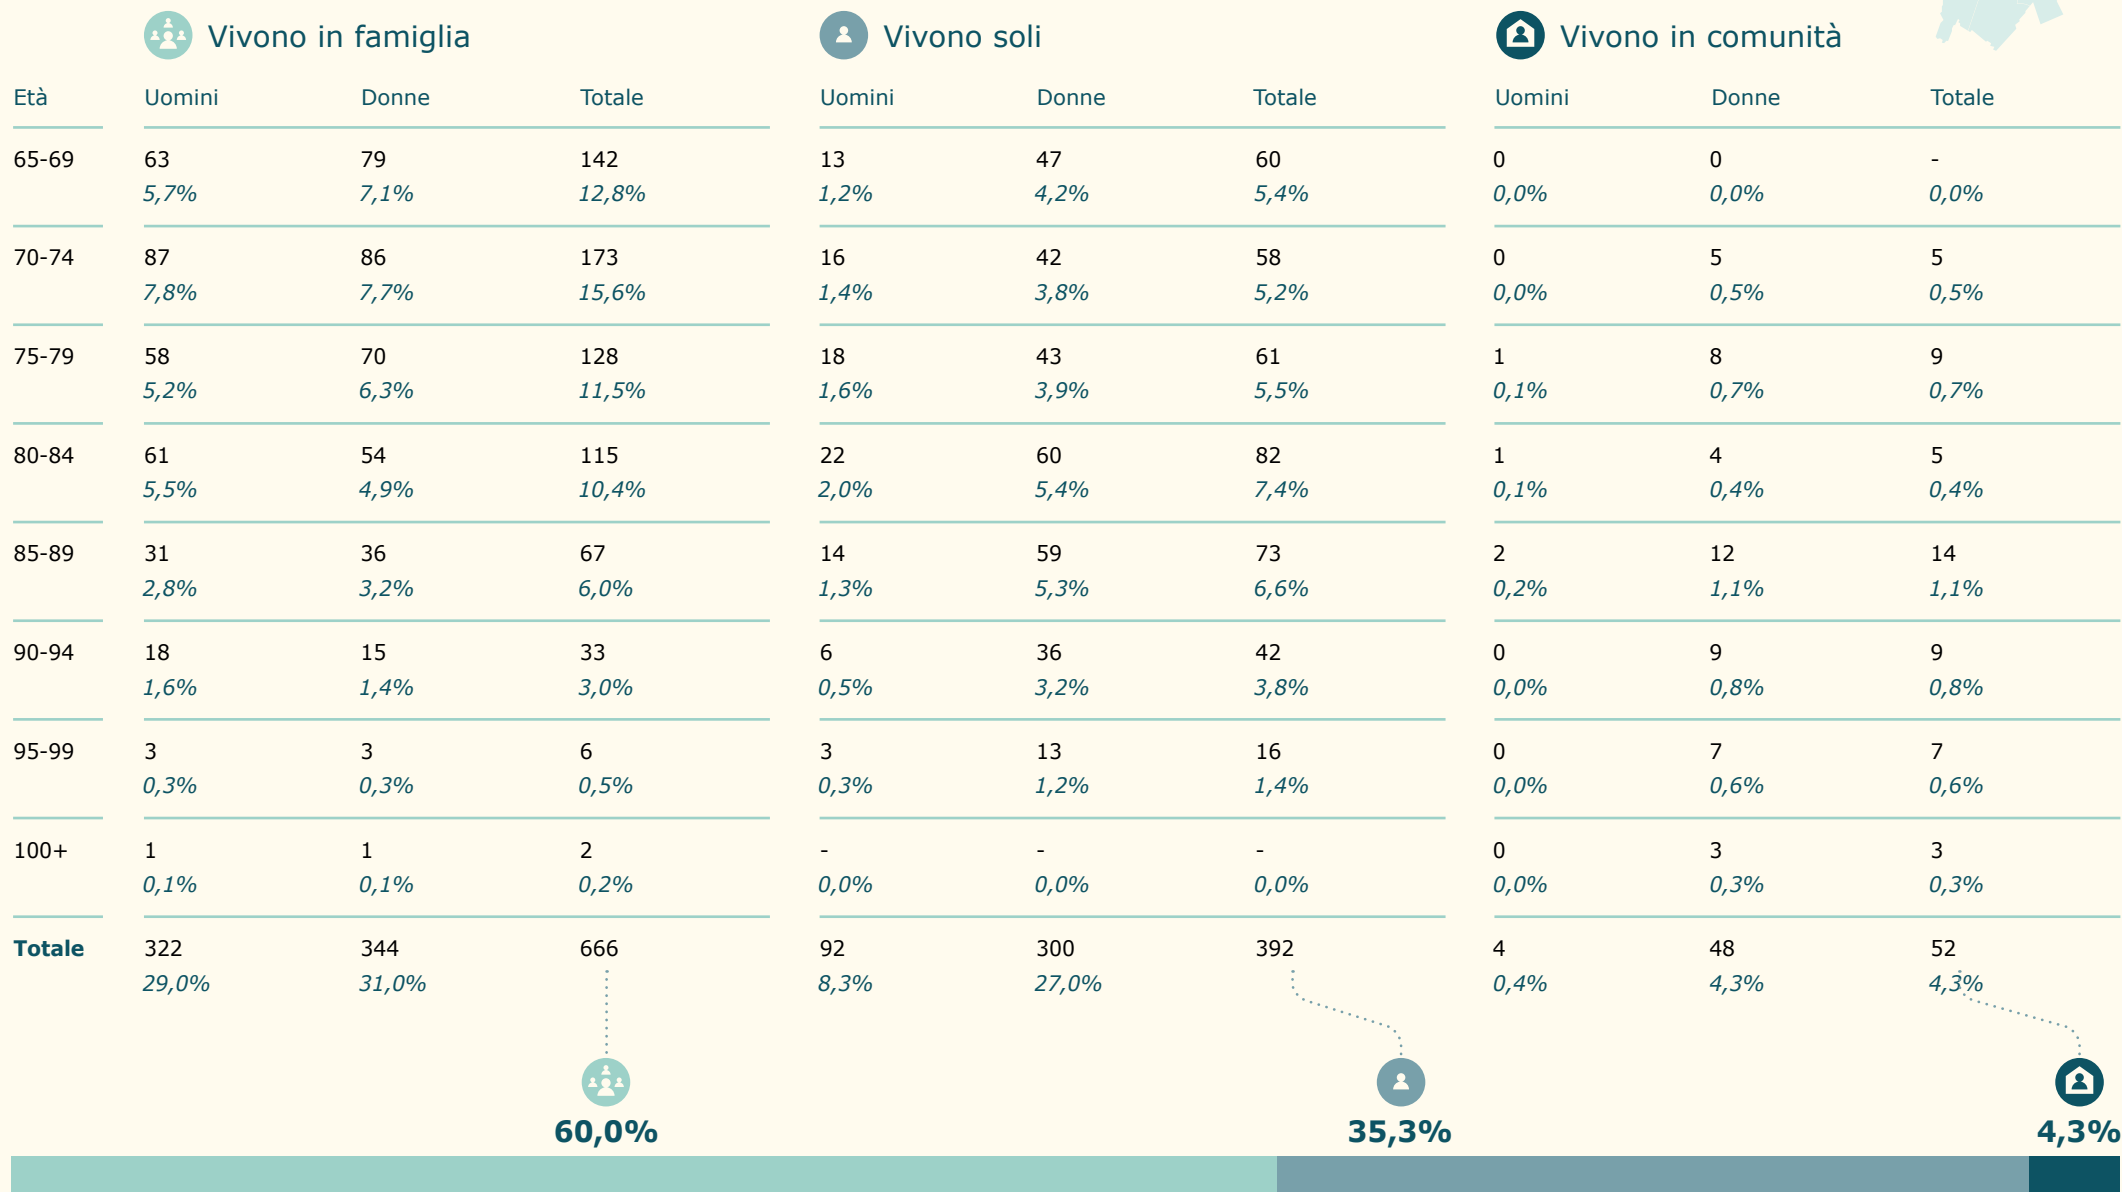 Vivono in famiglia Vivono soli Vivono in comunità
Età Uomini Donne Totale Uomini Donne Totale Uomini Donne Totale
65-69 63 79 142 13 47 60 0 0 -
5,7% 7,1% 12,8% 1,2% 4,2% 5,4% 0,0% 0,0% 0,0%
70-74 87 86 173 16 42 58 0 5 5
7,8% 7,7% 15,6% 1,4% 3,8% 5,2% 0,0% 0,5% 0,5%
75-79 58 70 128 18 43 61 1 8 9
5,2% 6,3% 11,5% 1,6% 3,9% 5,5% 0,1% 0,7% 0,7%
80-84 61 54 115 22 60 82 1 4 5
5,5% 4,9% 10,4% 2,0% 5,4% 7,4% 0,1% 0,4% 0,4%
85-89 31 36 67 14 59 73 2 12 14
2,8% 3,2% 6,0% 1,3% 5,3% 6,6% 0,2% 1,1% 1,1%
90-94 18 15 33 6 36 42 0 9 9
1,6% 1,4% 3,0% 0,5% 3,2% 3,8% 0,0% 0,8% 0,8%
95-99 3 3 6 3 13 16 0 7 7
0,3% 0,3% 0,5% 0,3% 1,2% 1,4% 0,0% 0,6% 0,6%
100+ 1 1 2 - - - 0 3 3
0,1% 0,1% 0,2% 0,0% 0,0% 0,0% 0,0% 0,3% 0,3%
Totale 322 344 666 92 300 392 4 48 52
29,0% 31,0% 8,3% 27,0% 0,4% 4,3% 4,3%
60,0% 35,3% 4,3%